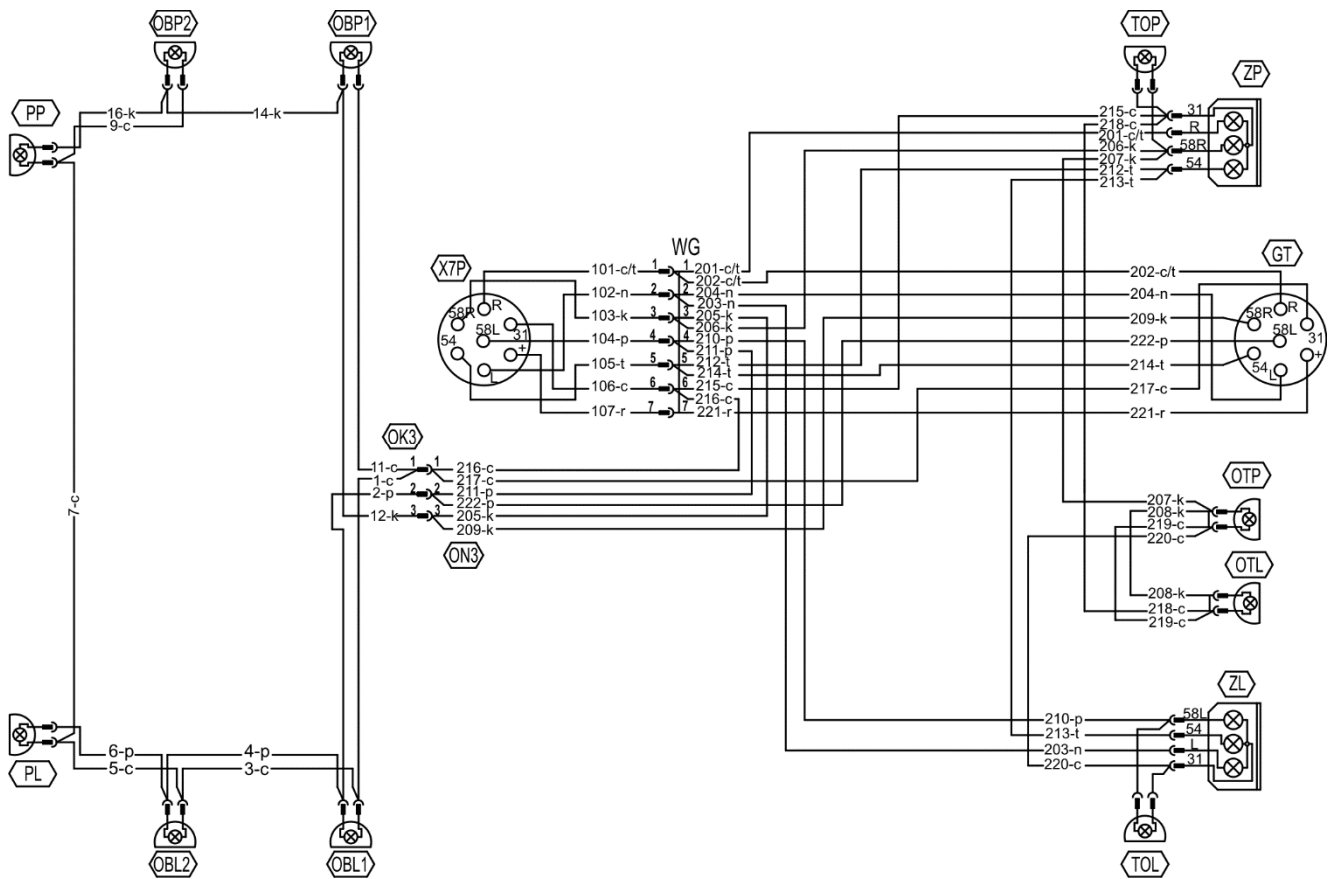 OBP2
OBP1
TOP
ZP
PP
16-k
9-c
14-k
215-c
218-c
201-c/t
206-k
207-k
212-t
213-t
31
R
58R
54
WG
X7P
GT
R
58R
58L
31
54
+
L
101-c/t
102-n
103-k
104-p
105-t
106-c
107-r
1
2
3
4
5
6
7
1
2
3
4
5
6
7
201-c/t
202-c/t
204-n
203-n
205-k
206-k
210-p
211-p
212-t
214-t
215-c
216-c
221-r
202-c/t
204-n
209-k
222-p
214-t
217-c
221-r
R
58R
58L
31
54
+
L
OK3
11-c
1-c
2-p
12-k
1
2
3
1
2
3
216-c
217-c
211-p
222-p
205-k
209-k
ON3
7-c
OTP
207-k
208-k
219-c
220-c
OTL
208-k
218-c
219-c
ZL
210-p
213-t
203-n
220-c
58L
54
L
31
PL
6-p
5-c
4-p
3-c
OBL2
OBL1
TOL